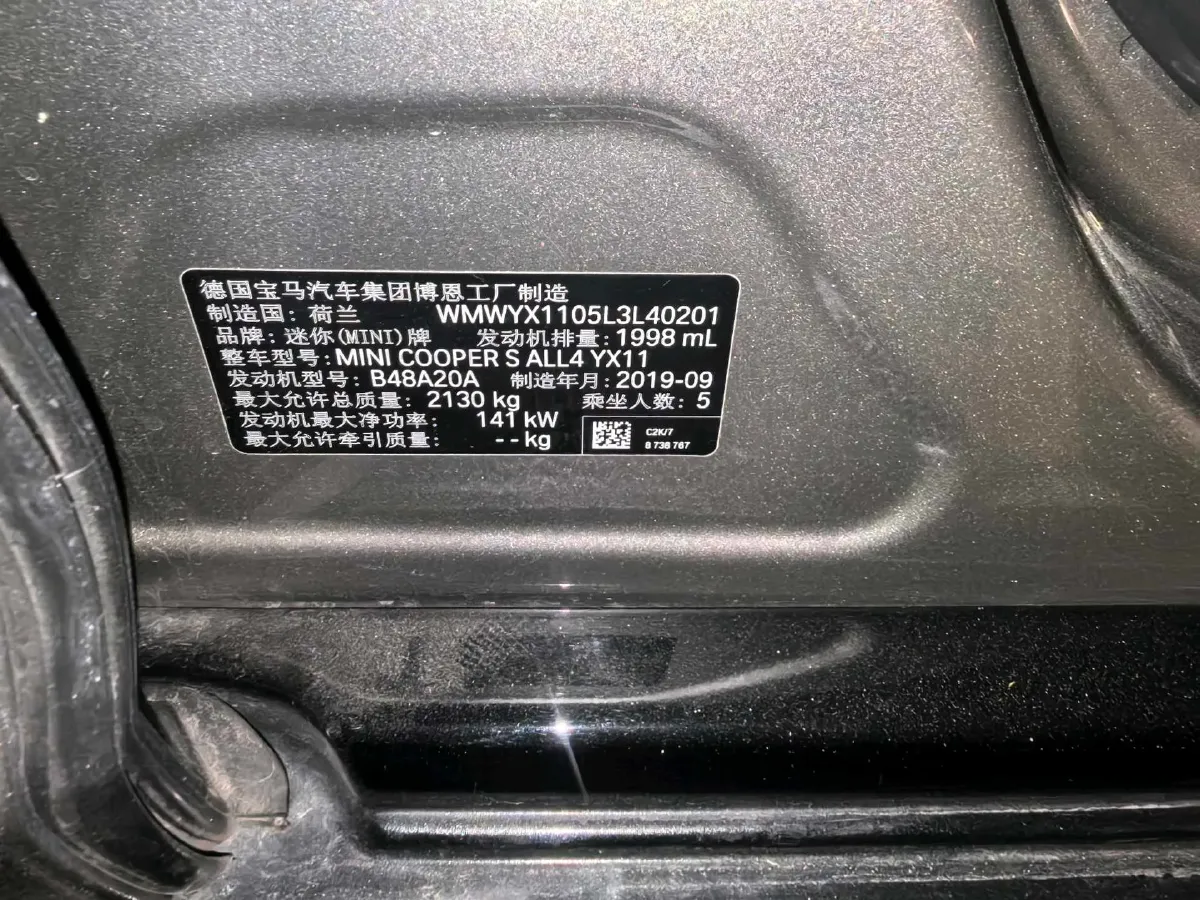 德国宝马汽车集团博恩工厂制造
制造国: 荷兰 WMWYX1105L3L40201
品牌: 迷你(MINI)牌 发动机排量: 1998 mL
整车型号: MINI COOPER S ALL4 YX11
发动机型号: B48A20A 制造年月: 2019-09
最大允许总质量: 2130 kg 乘坐人数: 5
发动机最大净功率: 141 kW
最大允许牵引质量: -- kg
C2K/7
8 738 767